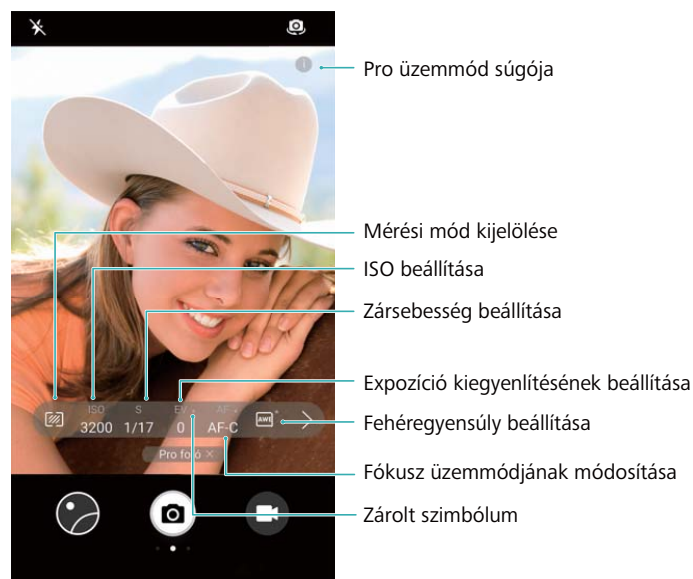 Pro üzemmód súgója
Mérési mód kijelölése
ISO beállítása
Zársebesség beállítása
Expozíció kiegyenlítésének beállítása
Fehéregyensúly beállítása
Fókusz üzemmódjának módosítása
Zárolt szimbólum
ISO S EV AF
3200 1/17 0 AF-C AWB
Pro fotó ×